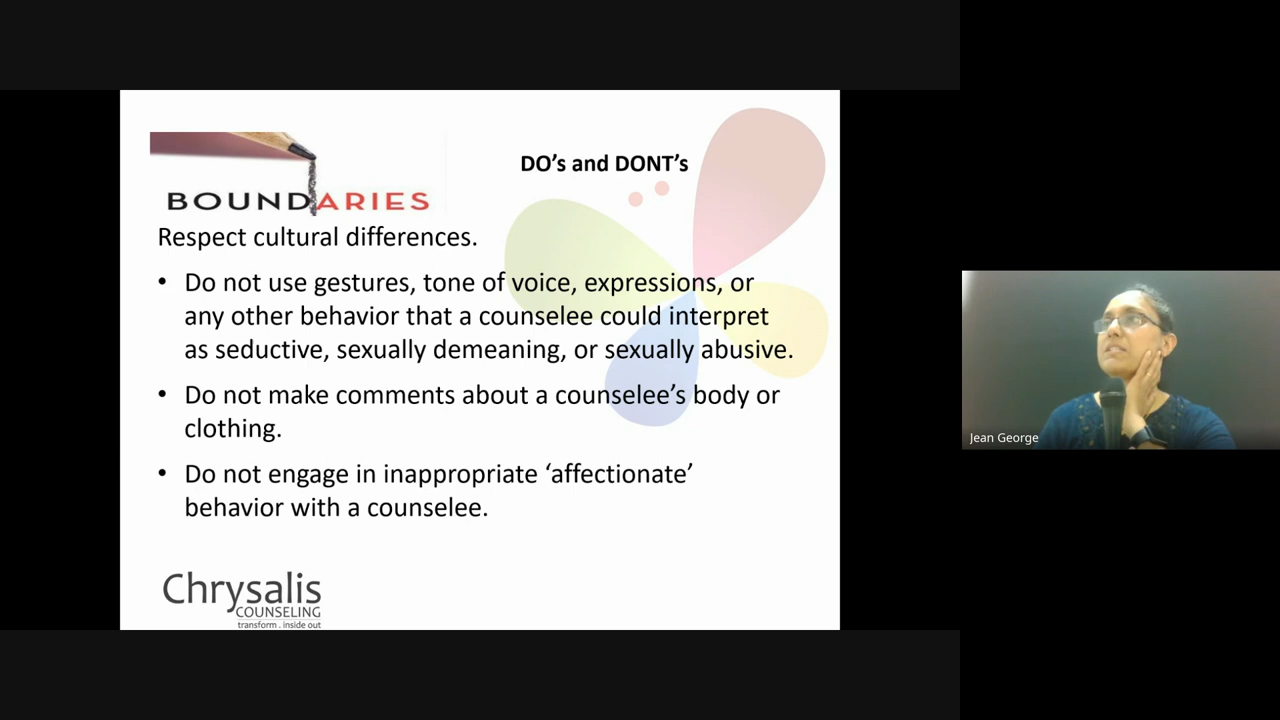 DO’s and DONT’s
BOUNDARIES
Respect cultural differences.
• Do not use gestures, tone of voice, expressions, or
any other behavior that a counselee could interpret
as seductive, sexually demeaning, or sexually abusive.
• Do not make comments about a counselee’s body or
clothing.
• Do not engage in inappropriate ‘affectionate’
behavior with a counselee.
Chrysalis
COUNSELING
transform . inside out
Jean George